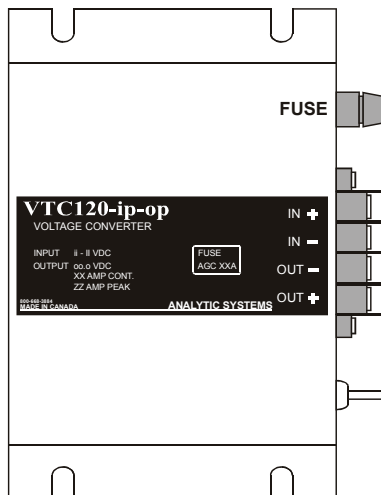 FUSE
VTC120-ip-op
VOLTAGE CONVERTER
INPUT ii - II VDC
OUTPUT oo.o VDC
XX AMP CONT.
ZZ AMP PEAK
FUSE
AGC XXA
IN +
IN -
OUT -
OUT +
800-668-3884
MADE IN CANADA
ANALYTIC SYSTEMS